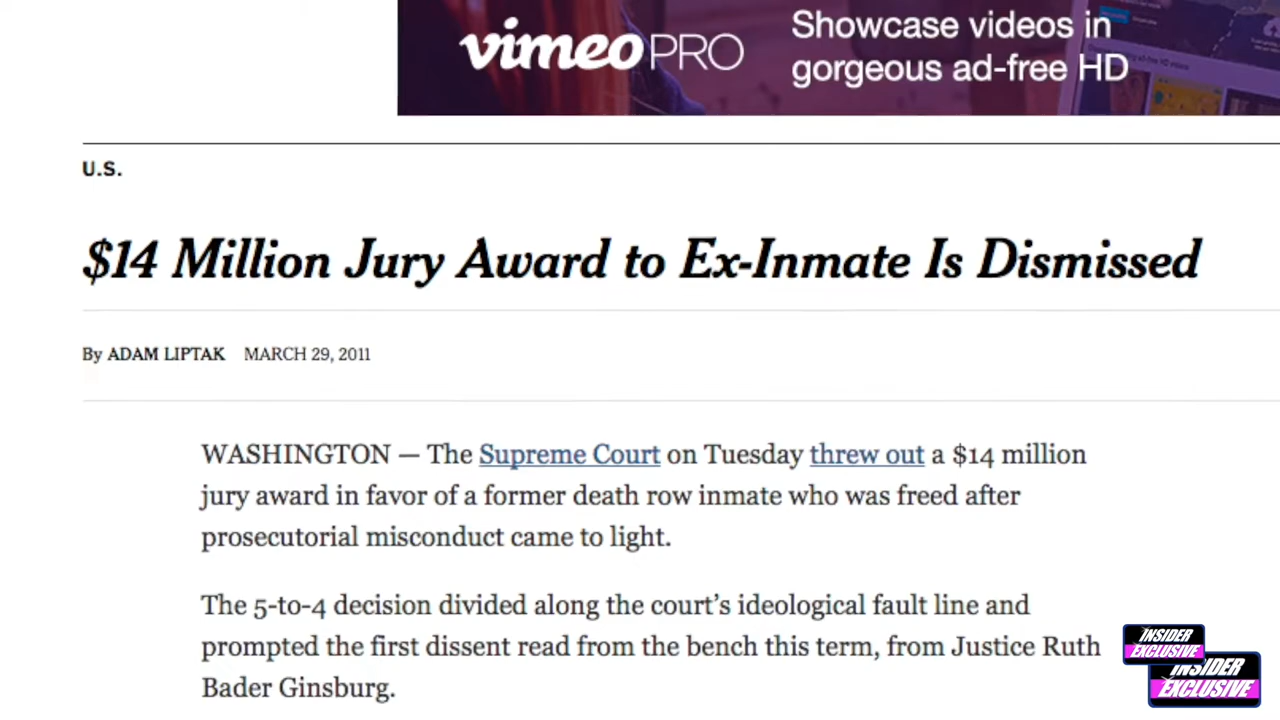 vimeo PRO
Showcase videos in
gorgeous ad-free HD
U.S.
$14 Million Jury Award to Ex-Inmate Is Dismissed
By ADAM LIPTAK MARCH 29, 2011
WASHINGTON — The Supreme Court on Tuesday threw out a $14 million
jury award in favor of a former death row inmate who was freed after
prosecutorial misconduct came to light.
The 5-to-4 decision divided along the court's ideological fault line and
prompted the first dissent read from the bench this term, from Justice Ruth
Bader Ginsburg.
INSIDER
EXCLUSIVE
INSIDER
EXCLUSIVE